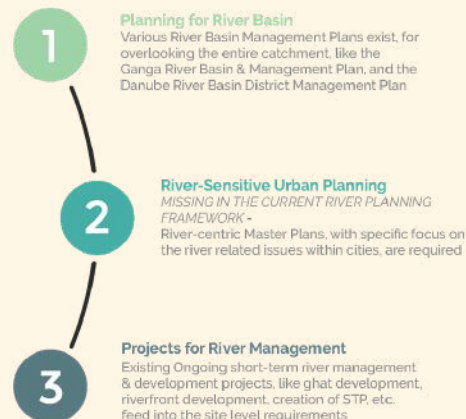 1
Planning for River Basin
Various River Basin Management Plans exist, for
overlooking the entire catchment, like the
Ganga River Basin & Management Plan, and the
Danube River Basin District Management Plan
2
River-Sensitive Urban Planning
MISSING IN THE CURRENT RIVER PLANNING
FRAMEWORK -
River-centric Master Plans, with specific focus on
the river related issues within cities, are required
3
Projects for River Management
Existing Ongoing short-term river management
& development projects, like ghat development,
riverfront development, creation of STP, etc.
feed into the site level requirements